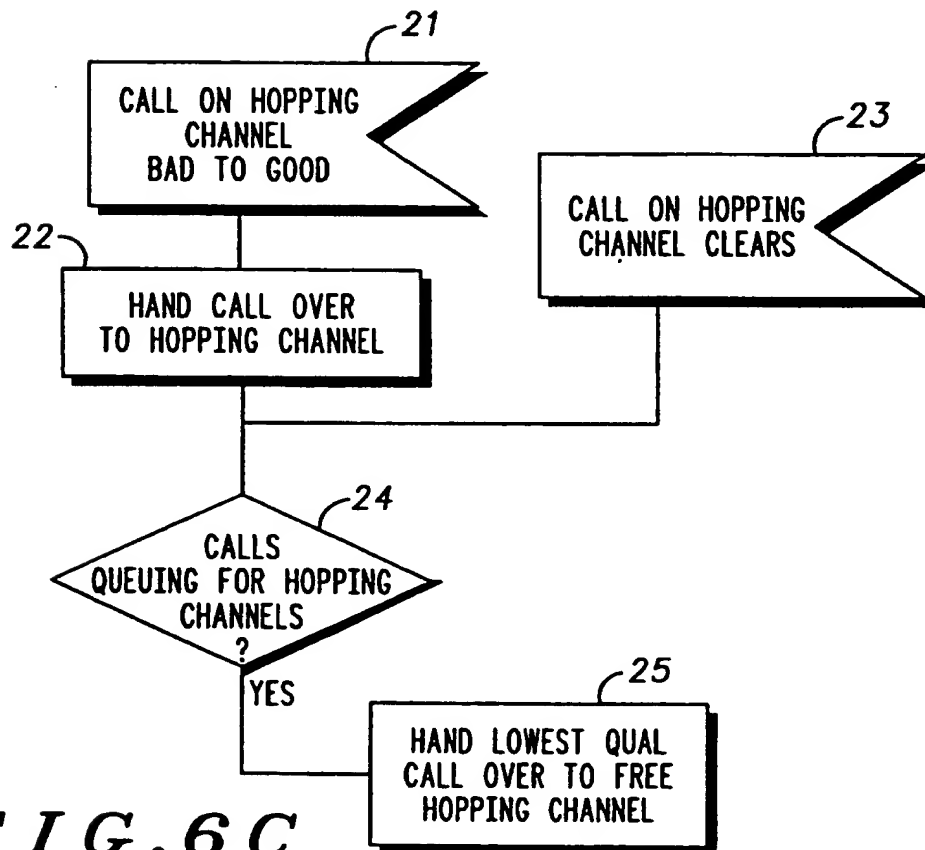 21
CALL ON HOPPING
CHANNEL
BAD TO GOOD
23
CALL ON HOPPING
CHANNEL CLEARS
22
HAND CALL OVER
TO HOPPING CHANNEL
24
CALLS
QUEUING FOR HOPPING
CHANNELS
?
YES
25
HAND LOWEST QUAL
CALL OVER TO FREE
HOPPING CHANNEL
FIG.6C